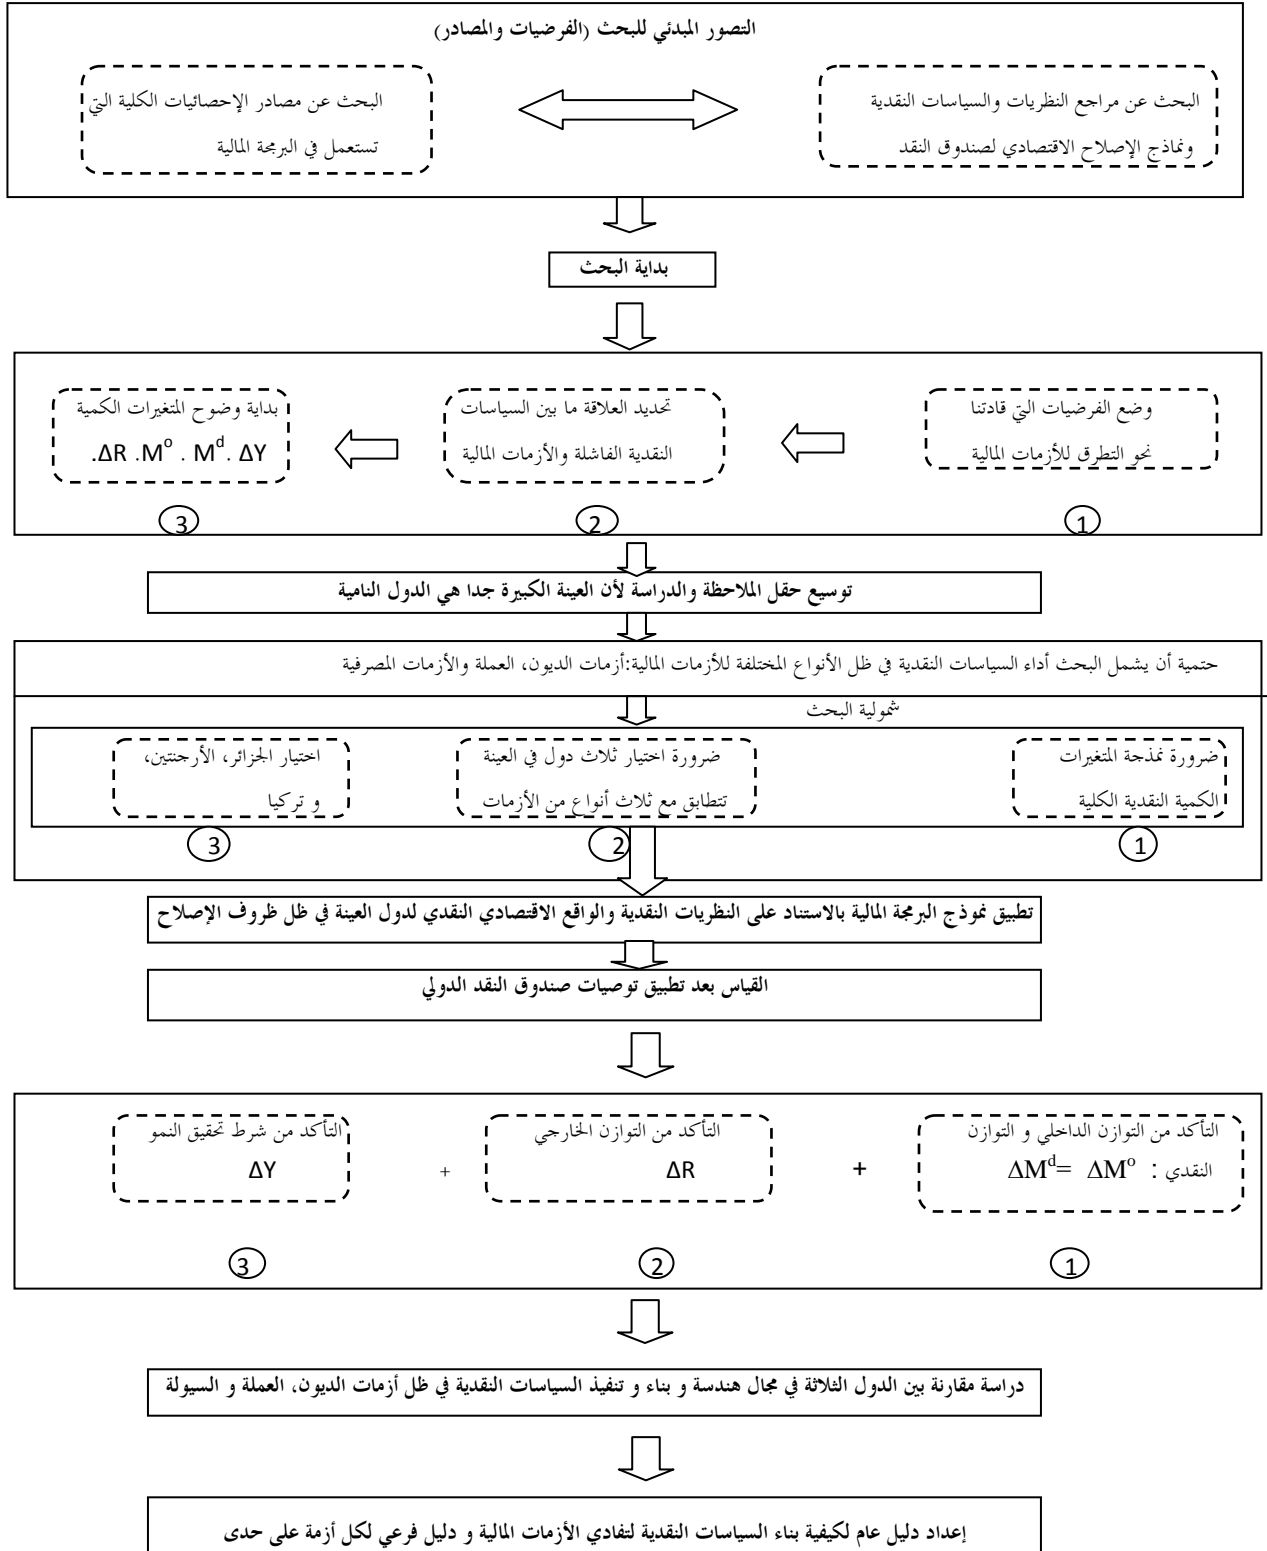 التصور المبدئي للبحث (الفرضيات والمصادر)
البحث عن مراجع النظريات والسياسات النقدية
ونماذج الإصلاح الاقتصادي لصندوق النقد
البحث عن مصادر الإحصائيات الكلية التي
تستعمل في البرمجة المالية
بداية البحث
وضع الفرضيات التي قادتنا
نحو التطرق للأزمات المالية
1
تحديد العلاقة ما بين السياسات
النقدية الفاشلة والأزمات المالية
2
بداية وضوح المتغيرات الكمية
.ΔR .Mᵒ . Mᵈ. ΔY
3
توسيع حقل الملاحظة والدراسة لأن العينة الكبيرة جدا هي الدول النامية
حتمية أن يشمل البحث أداء السياسات النقدية في ظل الأنواع المختلفة للأزمات المالية:أزمات الديون، العملة والأزمات المصرفية
شمولية البحث
ضرورة نمذجة المتغيرات
الكمية النقدية الكلية
1
ضرورة اختيار ثلاث دول في العينة
تتطابق مع ثلاث أنواع من الأزمات
2
اختيار الجزائر، الأرجنتين،
و تركيا
3
تطبيق نموذج البرمجة المالية بالاستناد على النظريات النقدية والواقع الاقتصادي النقدي لدول العينة في ظل ظروف الإصلاح
القياس بعد تطبيق توصيات صندوق النقد الدولي
التأكد من التوازن الداخلي و التوازن
النقدي : ΔMᵈ= ΔMᵒ
1
+
التأكد من التوازن الخارجي
ΔR
2
+
التأكد من شرط تحقيق النمو
ΔY
3
دراسة مقارنة بين الدول الثلاثة في مجال هندسة و بناء و تنفيذ السياسات النقدية في ظل أزمات الديون، العملة و السيولة
إعداد دليل عام لكيفية بناء السياسات النقدية لتفادي الأزمات المالية و دليل فرعي لكل أزمة على حدى